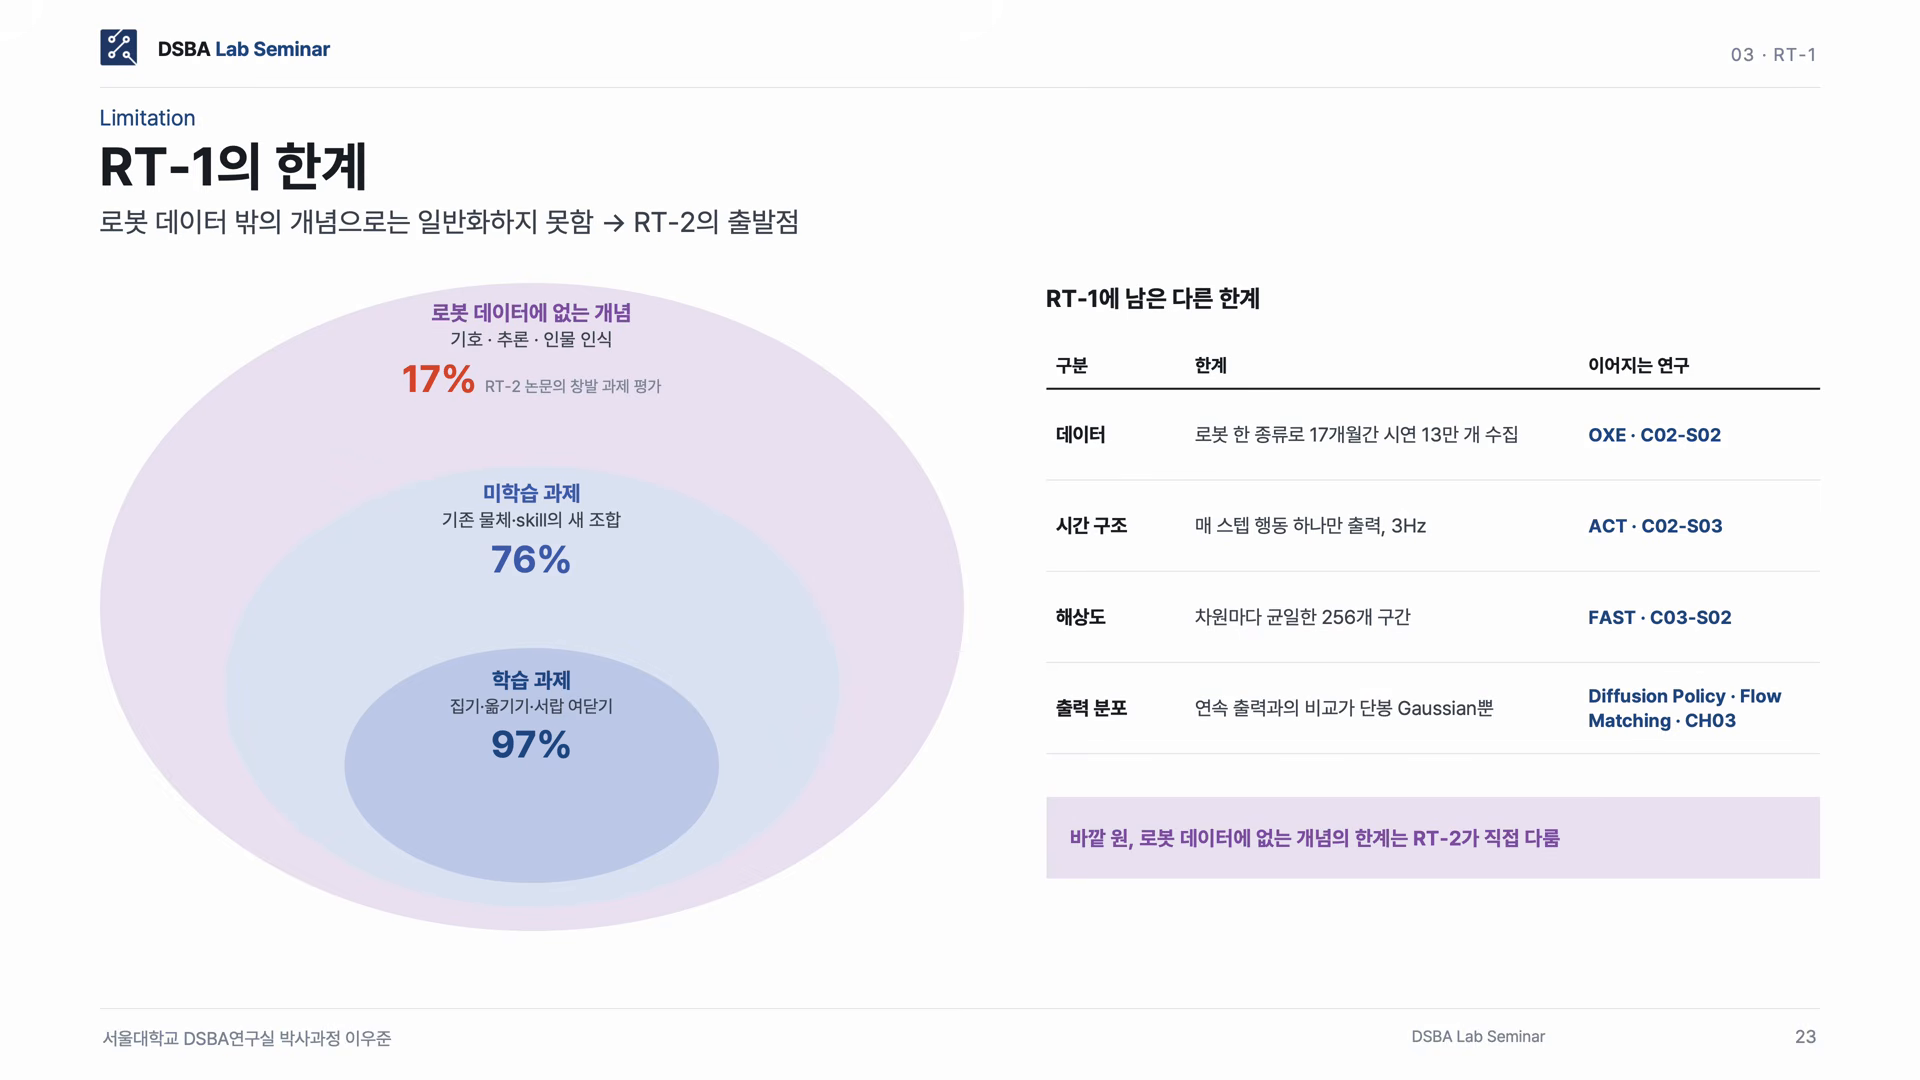 DSBA Lab Seminar
03 · RT-1
Limitation
RT-1의 한계
로봇 데이터 밖의 개념으로는 일반화하지 못함 → RT-2의 출발점
로봇 데이터에 없는 개념
기호 · 추론 · 인물 인식
17% RT-2 논문의 창발 과제 평가
미학습 과제
기존 물체·skill의 새 조합
76%
학습 과제
집기·옮기기·서랍 여닫기
97%
RT-1에 남은 다른 한계
구분 한계 이어지는 연구
데이터 로봇 한 종류로 17개월간 시연 13만 개 수집 OXE · C02-S02
시간 구조 매 스텝 행동 하나만 출력, 3Hz ACT · C02-S03
해상도 차원마다 균일한 256개 구간 FAST · C03-S02
출력 분포 연속 출력과의 비교가 단봉 Gaussian뿐 Diffusion Policy · Flow
Matching · CH03
바깥 원, 로봇 데이터에 없는 개념의 한계는 RT-2가 직접 다룸
서울대학교 DSBA연구실 박사과정 이우준
DSBA Lab Seminar
23